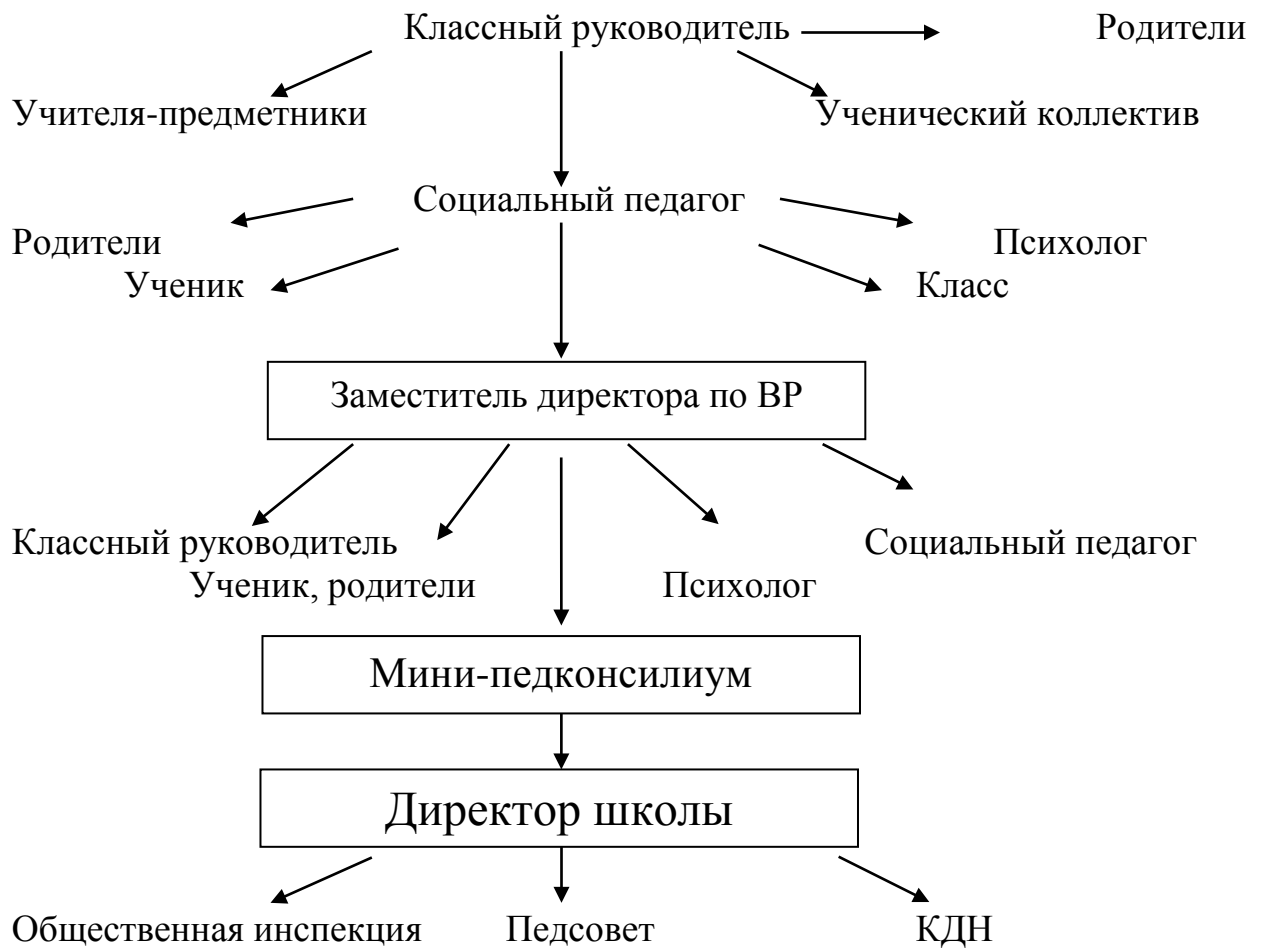 Классный руководитель Родители
Учителя-предметники Ученический коллектив
Социальный педагог
Родители Психолог
Ученик Класс
Заместитель директора по ВР
Классный руководитель Социальный педагог
Ученик, родители Психолог
Мини-педконсилиум
Директор школы
Общественная инспекция Педсовет КДН